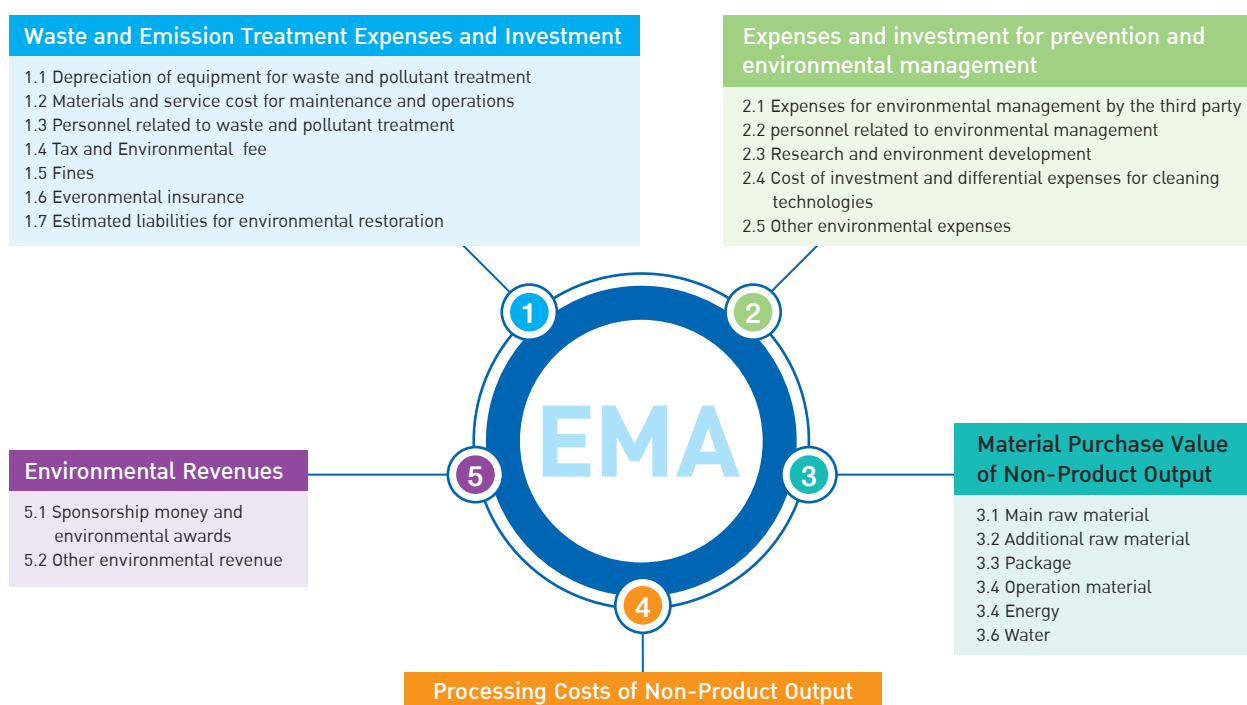 Waste and Emission Treatment Expenses and Investment
1.1 Depreciation of equipment for waste and pollutant treatment
1.2 Materials and service cost for maintenance and operations
1.3 Personnel related to waste and pollutant treatment
1.4 Tax and Environmental fee
1.5 Fines
1.6 Everonmental insurance
1.7 Estimated liabilities for environmental restoration
Expenses and investment for prevention and
environmental management
2.1 Expenses for environmental management by the third party
2.2 personnel related to environmental management
2.3 Research and environment development
2.4 Cost of investment and differential expenses for cleaning
technologies
2.5 Other environmental expenses
1
2
EMA
5
3
4
Environmental Revenues
5.1 Sponsorship money and
environmental awards
5.2 Other environmental revenue
Material Purchase Value
of Non-Product Output
3.1 Main raw material
3.2 Additional raw material
3.3 Package
3.4 Operation material
3.4 Energy
3.6 Water
Processing Costs of Non-Product Output